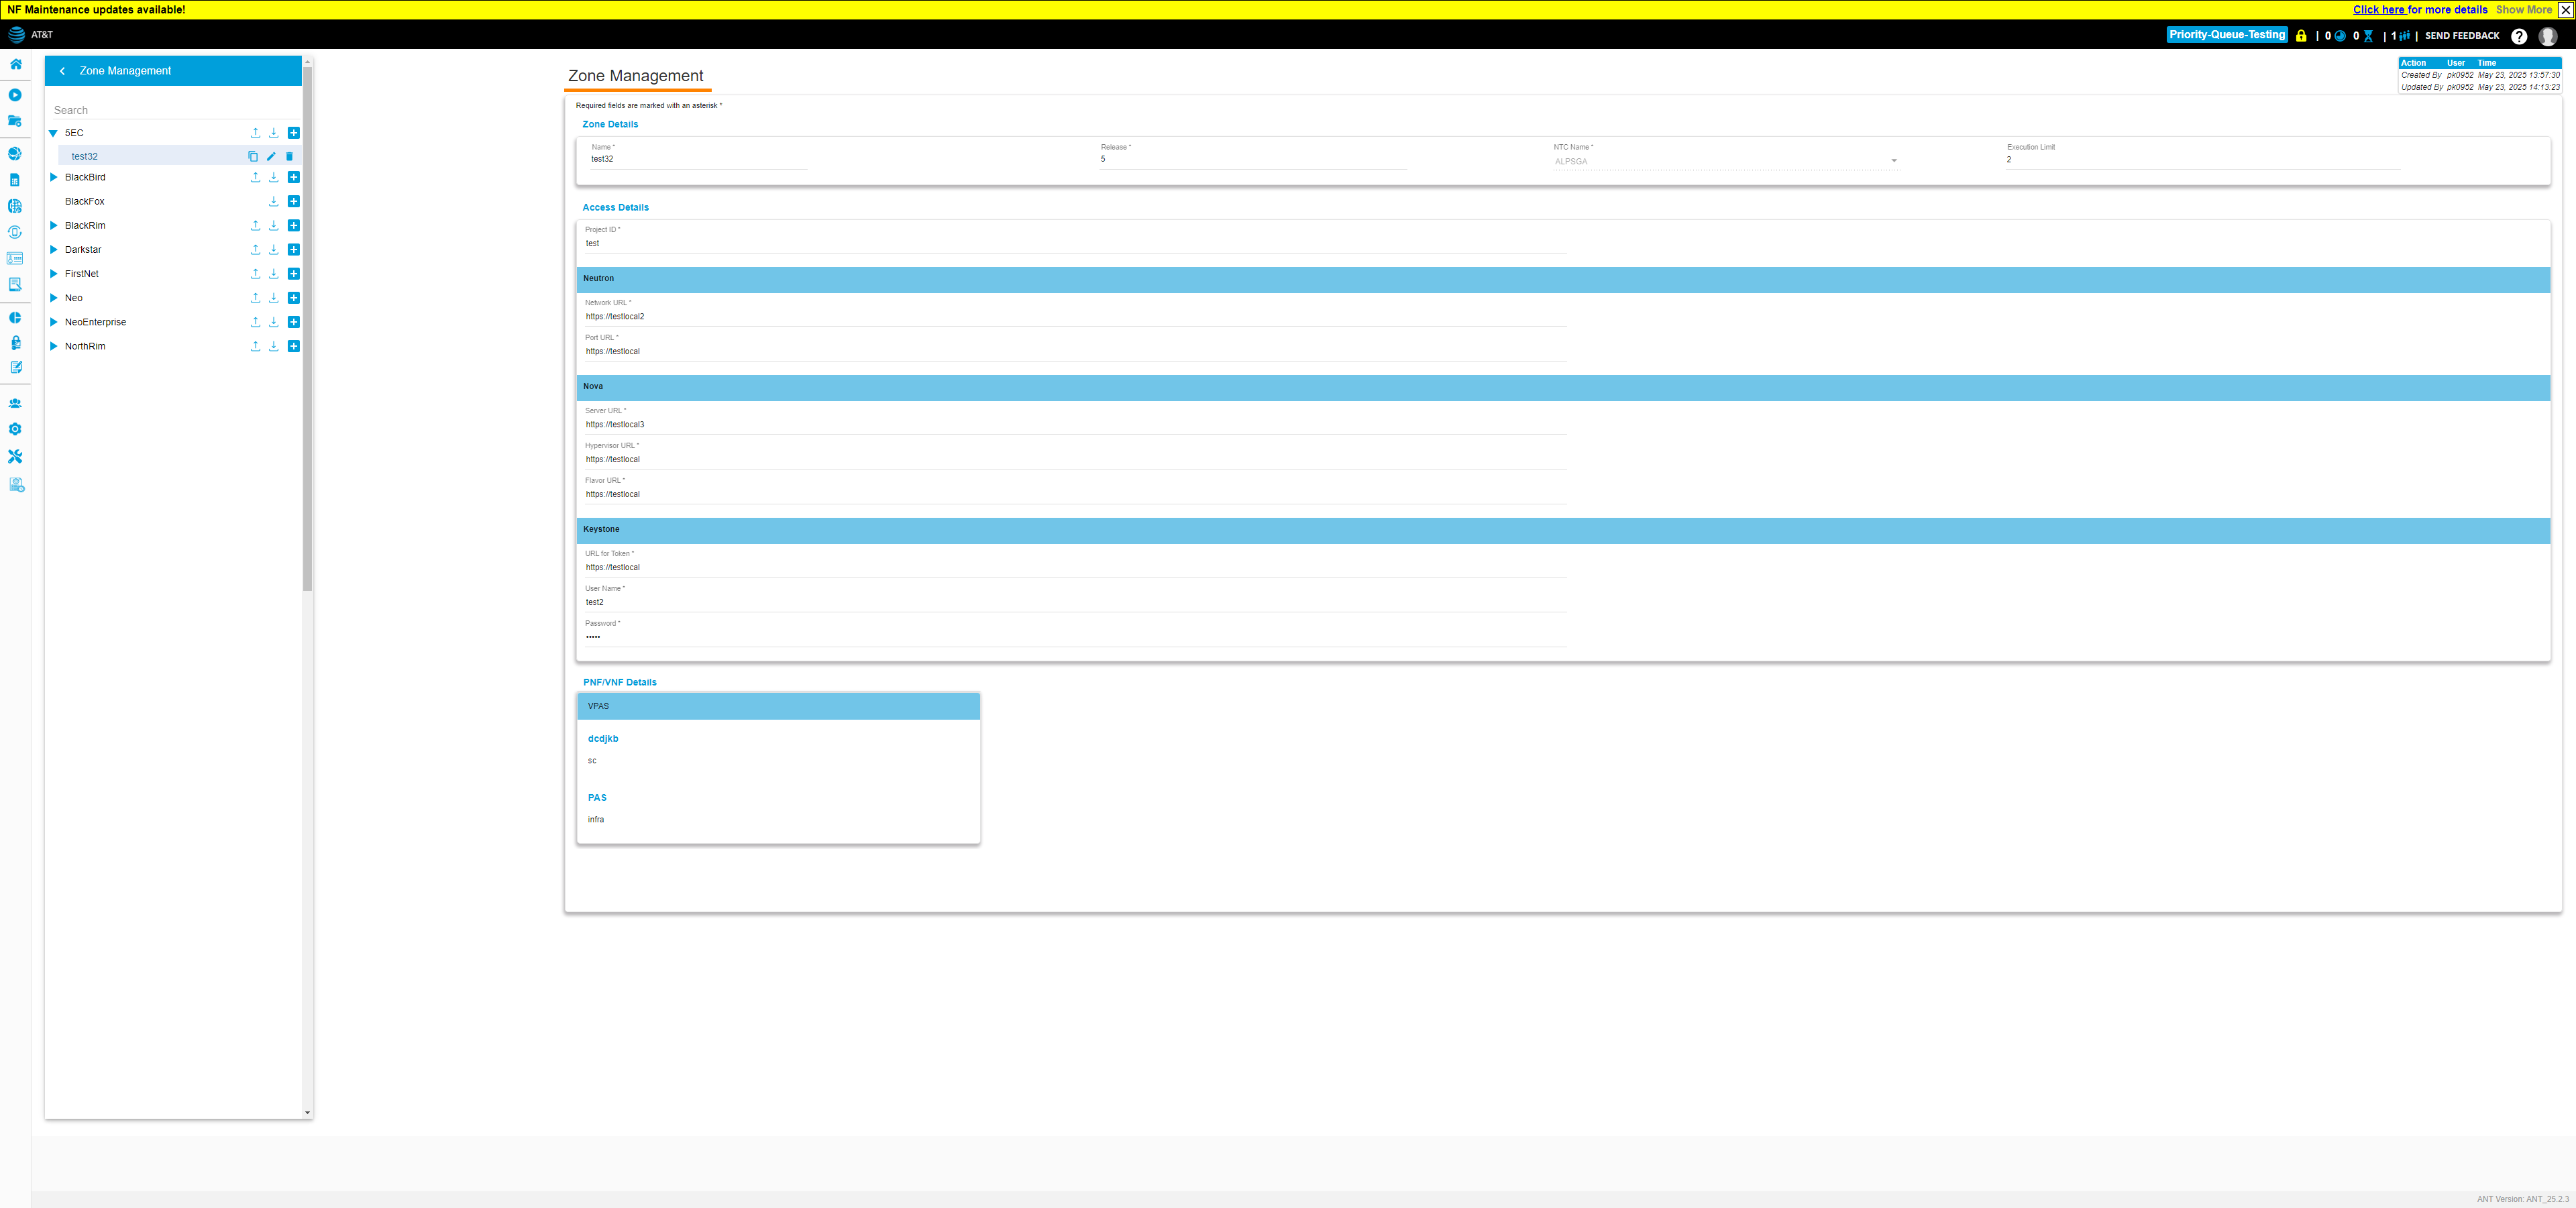 NF Maintenance updates available!
Click here for more details Show More
AT&T
Priority-Queue-Testing | 0 0 | 1 | SEND FEEDBACK
Zone Management
Search
5EC
test32
BlackBird
BlackFox
BlackRim
Darkstar
FirstNet
Neo
NeoEnterprise
NorthRim
Zone Management
Action User Time
Created By pk0952 May 23, 2025 13:57:30
Updated By pk0952 May 23, 2025 14:13:23
Required fields are marked with an asterisk *
Zone Details
Name * Release * NTC Name * Execution Limit
test32 5 ALPSGA 2
Access Details
Project ID *
test
Neutron
Network URL *
https://testlocal2
Port URL *
https://testlocal
Nova
Server URL *
https://testlocal3
Hypervisor URL *
https://testlocal
Flavor URL *
https://testlocal
Keystone
URL for Token *
https://testlocal
User Name *
test2
Password *
•••••
PNF/VNF Details
VPAS
dcdjkb
sc
PAS
infra
ANT Version: ANT_25.2.3